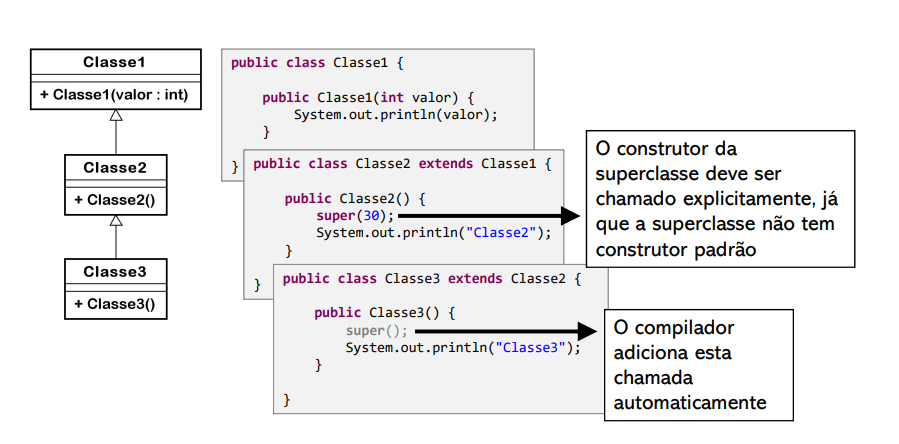 Classe1
+ Classe1(valor : int)
Classe2
+ Classe2()
Classe3
+ Classe3()
public class Classe1 {
public Classe1(int valor) {
System.out.println(valor);
}
}
public class Classe2 extends Classe1 {
public Classe2() {
super(30);
System.out.println("Classe2");
}
}
public class Classe3 extends Classe2 {
public Classe3() {
super();
System.out.println("Classe3");
}
}
O construtor da
superclasse deve ser
chamado explicitamente, já
que a superclasse não tem
construtor padrão
O compilador
adiciona esta
chamada
automaticamente